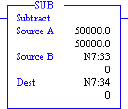 SUB
Subtract
Source A 50000.0
50000.0
Source B N7:33
0
Dest N7:34
0